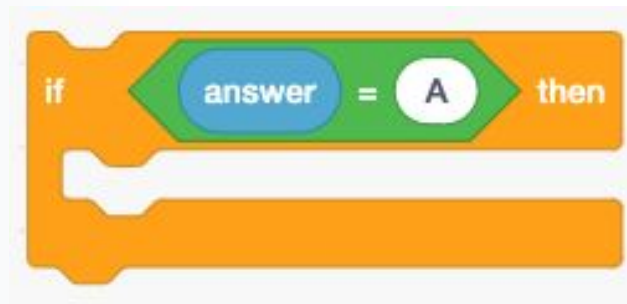 if answer = A then